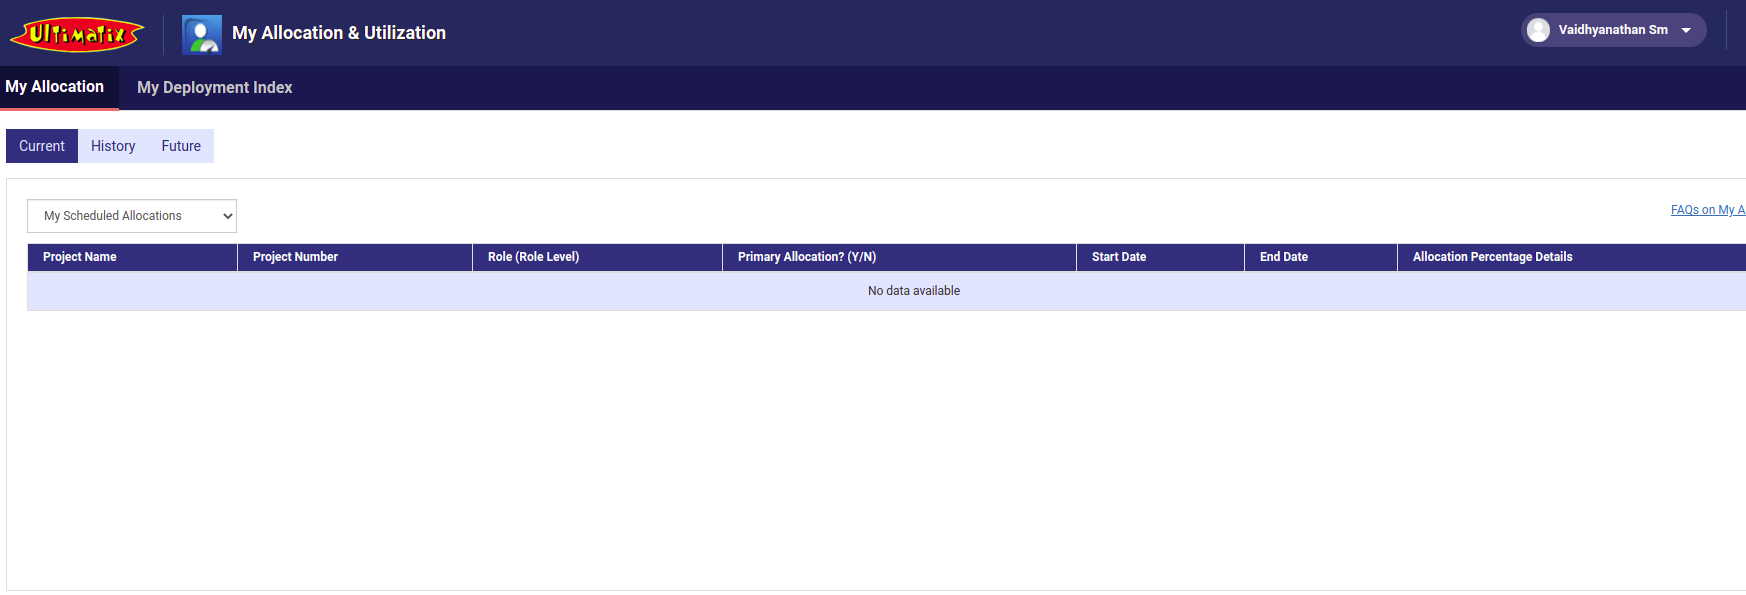 Ultimatix
My Allocation & Utilization
Vaidhyanathan Sm
My Allocation
My Deployment Index
Current
History
Future
My Scheduled Allocations
FAQs on My A
Project Name
Project Number
Role (Role Level)
Primary Allocation? (Y/N)
Start Date
End Date
Allocation Percentage Details
No data available